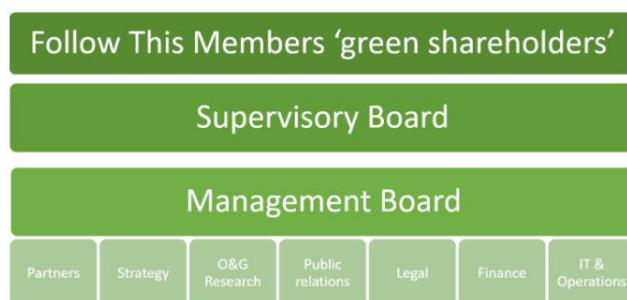 Follow This Members ‘green shareholders’
Supervisory Board
Management Board
Partners
Strategy
O&G
Research
Public
relations
Legal
Finance
IT &
Operations